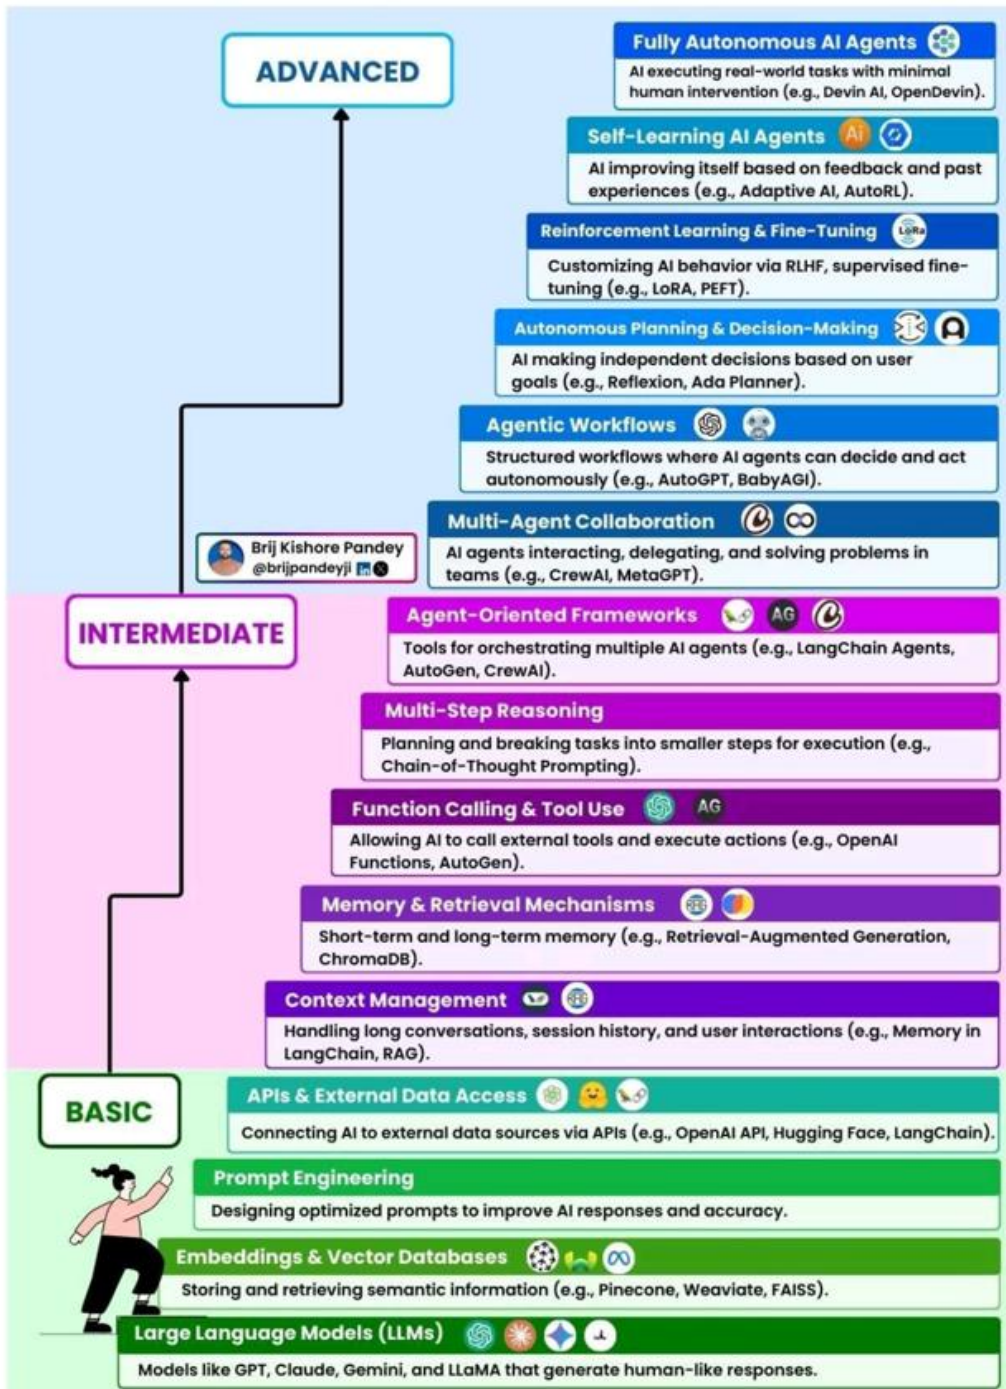 ADVANCED
Fully Autonomous AI Agents
AI executing real-world tasks with minimal
human intervention (e.g., Devin AI, OpenDevin).
Self-Learning AI Agents
Ai
AI improving itself based on feedback and past
experiences (e.g., Adaptive AI, AutoRL).
Reinforcement Learning & Fine-Tuning
LoRa
Customizing AI behavior via RLHF, supervised fine-
tuning (e.g., LoRA, PEFT).
Autonomous Planning & Decision-Making
AI making independent decisions based on user
goals (e.g., Reflexion, Ada Planner).
Agentic Workflows
Structured workflows where AI agents can decide and act
autonomously (e.g., AutoGPT, BabyAGI).
Multi-Agent Collaboration
AI agents interacting, delegating, and solving problems in
teams (e.g., CrewAI, MetaGPT).
Brij Kishore Pandey
@brijpandeyji in X
INTERMEDIATE
Agent-Oriented Frameworks
AG
Tools for orchestrating multiple AI agents (e.g., LangChain Agents,
AutoGen, CrewAI).
Multi-Step Reasoning
Planning and breaking tasks into smaller steps for execution (e.g.,
Chain-of-Thought Prompting).
Function Calling & Tool Use
AG
Allowing AI to call external tools and execute actions (e.g., OpenAI
Functions, AutoGen).
Memory & Retrieval Mechanisms
Short-term and long-term memory (e.g., Retrieval-Augmented Generation,
ChromaDB).
Context Management
Handling long conversations, session history, and user interactions (e.g., Memory in
LangChain, RAG).
BASIC
APIs & External Data Access
Connecting AI to external data sources via APIs (e.g., OpenAI API, Hugging Face, LangChain).
Prompt Engineering
Designing optimized prompts to improve AI responses and accuracy.
Embeddings & Vector Databases
Storing and retrieving semantic information (e.g., Pinecone, Weaviate, FAISS).
Large Language Models (LLMs)
Models like GPT, Claude, Gemini, and LLaMA that generate human-like responses.